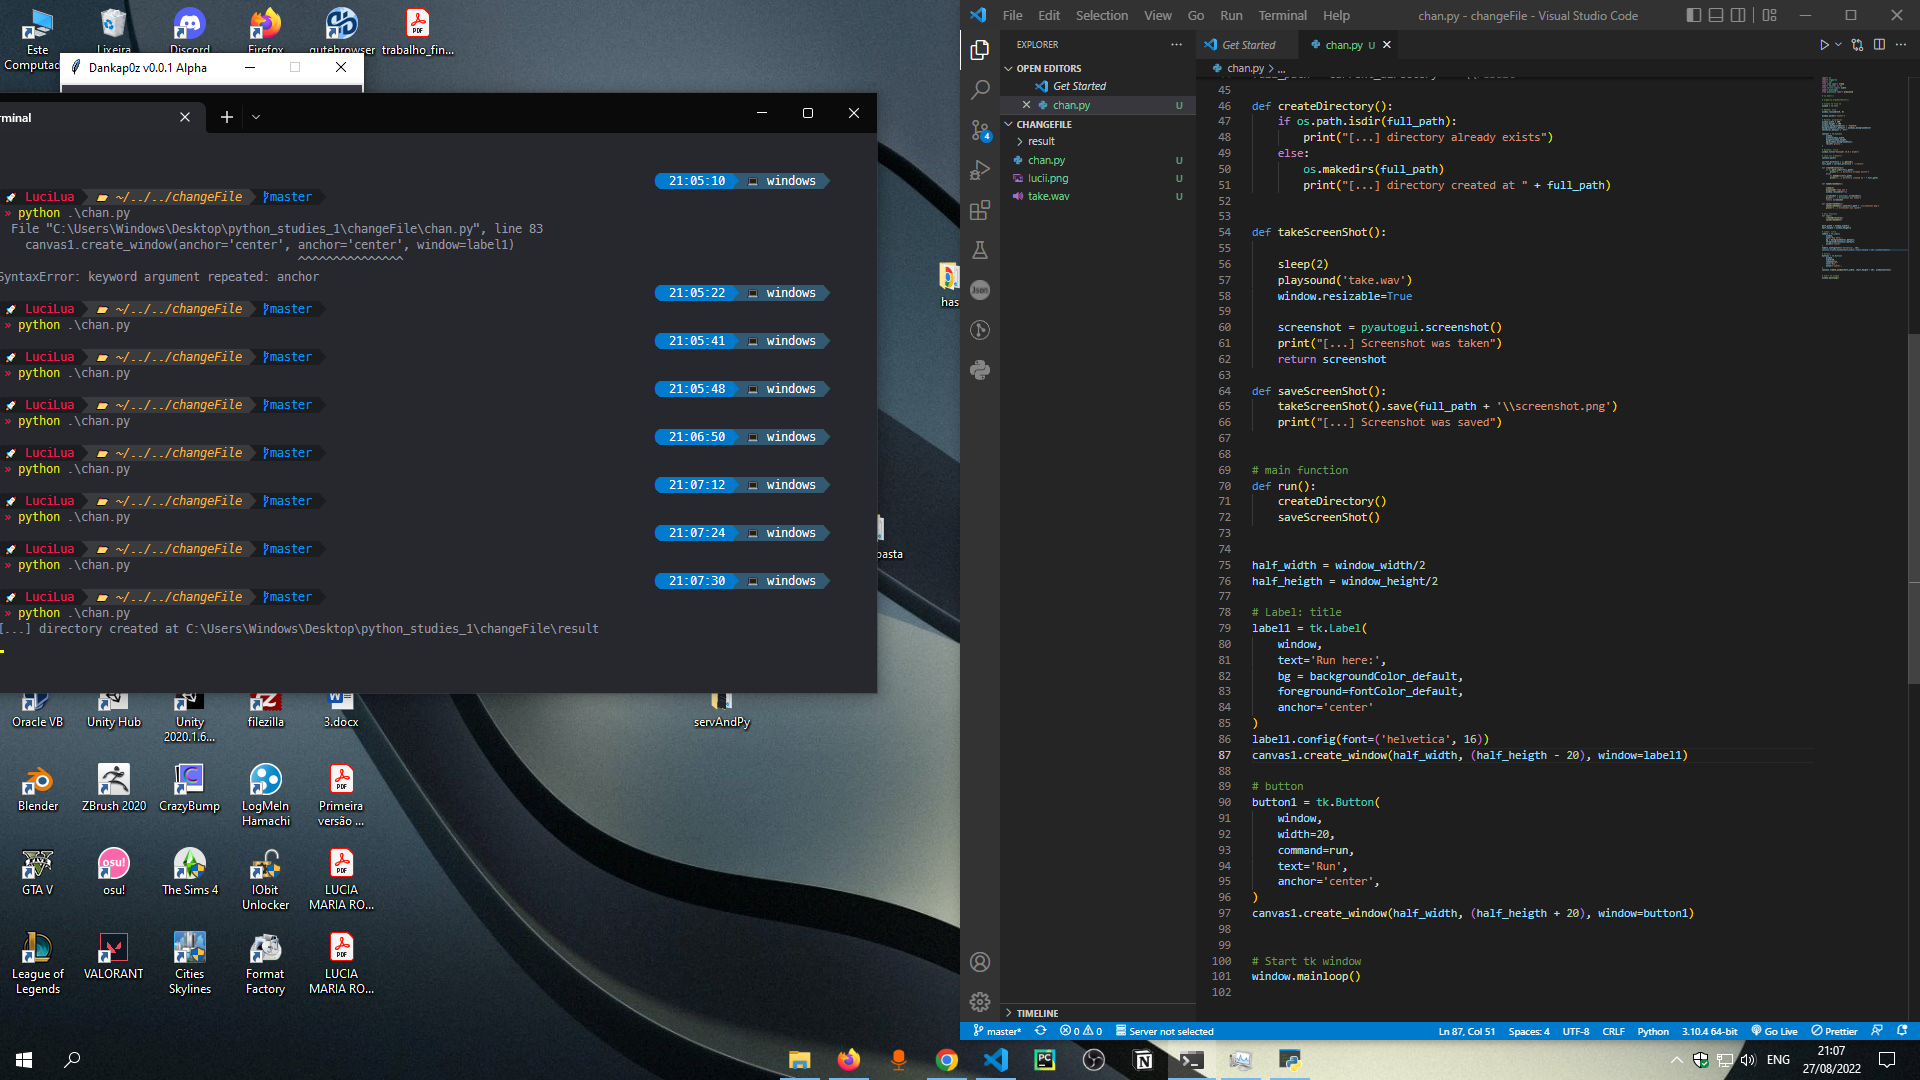 Este
Computad
Lixeira
Discord
Firefox
qutebrowser
trabalho_fin...
Dankap0z v0.0.1 Alpha
rminal
21:05:10 windows
LuciLua ~/../../changeFile master
» python .\chan.py
File "C:\Users\Windows\Desktop\python_studies_1\changeFile\chan.py", line 83
canvas1.create_window(anchor='center', anchor='center', window=label1)
^^^^^^^^^^^^^^^
SyntaxError: keyword argument repeated: anchor
21:05:22 windows
LuciLua ~/../../changeFile master
» python .\chan.py
21:05:41 windows
LuciLua ~/../../changeFile master
» python .\chan.py
21:05:48 windows
LuciLua ~/../../changeFile master
» python .\chan.py
21:06:50 windows
LuciLua ~/../../changeFile master
» python .\chan.py
21:07:12 windows
LuciLua ~/../../changeFile master
» python .\chan.py
21:07:24 windows
LuciLua ~/../../changeFile master
» python .\chan.py
21:07:30 windows
LuciLua ~/../../changeFile master
» python .\chan.py
[...] directory created at C:\Users\Windows\Desktop\python_studies_1\changeFile\result
has
pasta
Oracle VB
Unity Hub
Unity
2020.1.6...
filezilla
3.docx
servAndPy
Blender
ZBrush 2020
CrazyBump
LogMeIn
Hamachi
Primeira
versão ...
GTA V
osu!
The Sims 4
IObit
Unlocker
LUCIA
MARIA RO...
League of
Legends
VALORANT
Cities
Skylines
Format
Factory
LUCIA
MARIA RO...
File Edit Selection View Go Run Terminal Help
chan.py - changeFile - Visual Studio Code
EXPLORER
OPEN EDITORS
Get Started
chan.py U
CHANGEFILE
result
chan.py U
lucii.png U
take.wav U
TIMELINE
4
Get Started
chan.py U
chan.py > ...
45
46 def createDirectory():
47 if os.path.isdir(full_path):
48 print("[...] directory already exists")
49 else:
50 os.makedirs(full_path)
51 print("[...] directory created at " + full_path)
52
53
54 def takeScreenShot():
55
56 sleep(2)
57 playsound('take.wav')
58 window.resizable=True
59
60 screenshot = pyautogui.screenshot()
61 print("[...] Screenshot was taken")
62 return screenshot
63
64 def saveScreenShot():
65 takeScreenShot().save(full_path + '\\screenshot.png')
66 print("[...] Screenshot was saved")
67
68
69 # main function
70 def run():
71 createDirectory()
72 saveScreenShot()
73
74
75 half_width = window_width/2
76 half_heigth = window_height/2
77
78 # Label: title
79 label1 = tk.Label(
80 window,
81 text='Run here:',
82 bg = backgroundColor_default,
83 foreground=fontColor_default,
84 anchor='center'
85 )
86 label1.config(font=('helvetica', 16))
87 canvas1.create_window(half_width, (half_heigth - 20), window=label1)
88
89 # button
90 button1 = tk.Button(
91 window,
92 width=20,
93 command=run,
94 text='Run',
95 anchor='center',
96 )
97 canvas1.create_window(half_width, (half_heigth + 20), window=button1)
98
99
100 # Start tk window
101 window.mainloop()
102
master* 0 0 Server not selected
Ln 87, Col 51 Spaces: 4 UTF-8 CRLF Python 3.10.4 64-bit Go Live Prettier
ENG
21:07
27/08/2022